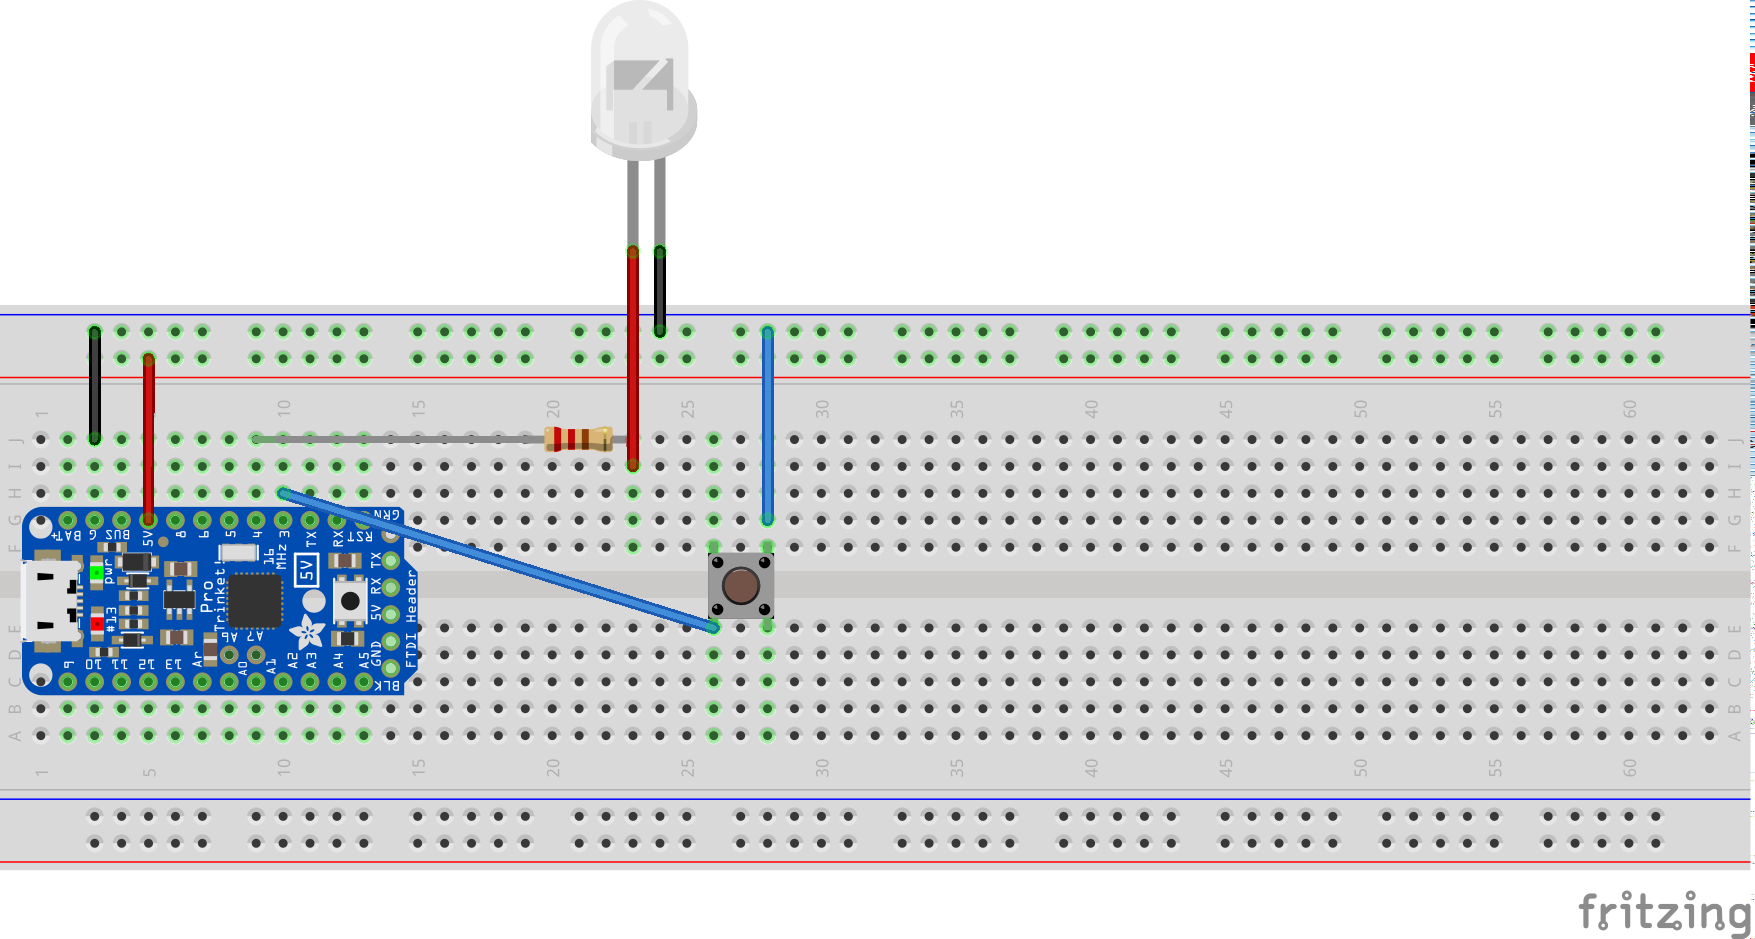 1 5 10 15 20 25 30 35 40 45 50 55 60
J J
I I
H H
G G
F F
E E
D D
C C
B B
A A
BAT+ G BUS 5V 8 6 5 4 3 TX RX RST GRN
16 MHz
pwr
#13
Pro
Trinket!
5V
TX
RX
5V
GND
FTDI Header
A6 A7
9 10 11 12 13 Ar A0 A1 A2 A3 A4 A5 BLK
1 5 10 15 20 25 30 35 40 45 50 55 60
fritzing